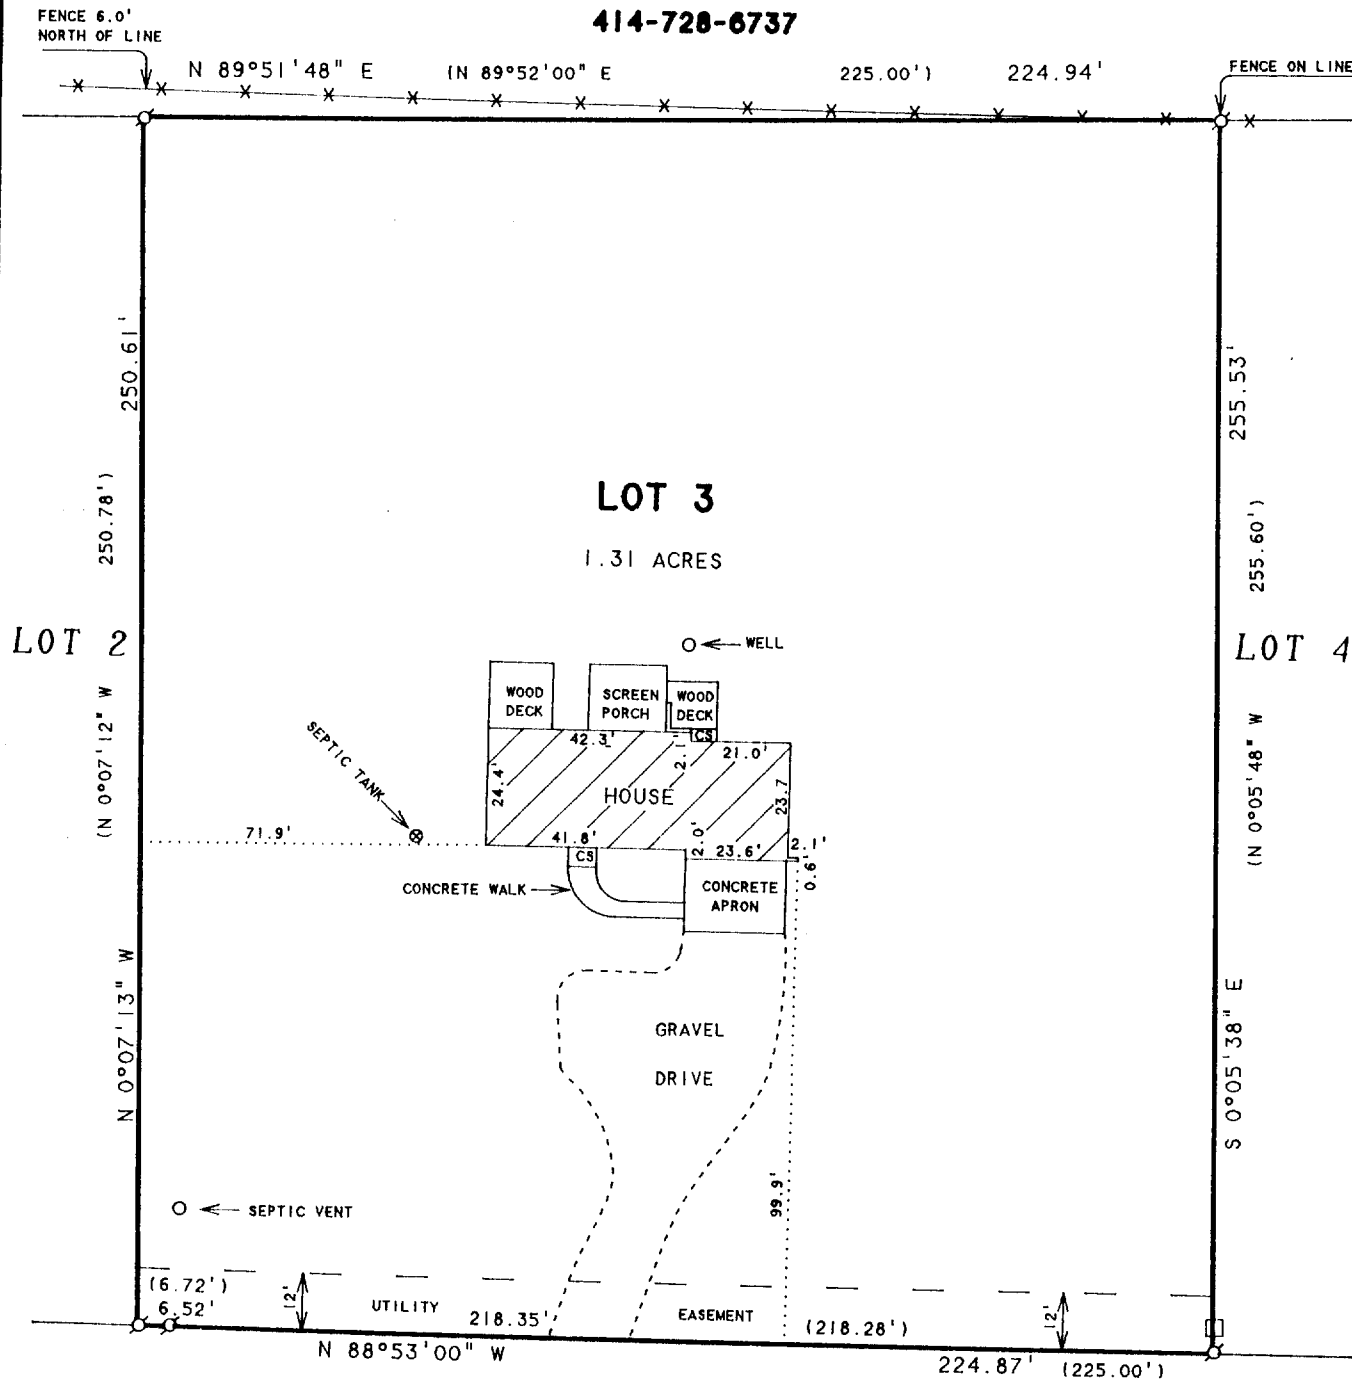 414-728-6737
FENCE 6.0'
NORTH OF LINE
N 89°51'48" E
(N 89°52'00" E
225.00')
224.94'
FENCE ON LINE
250.61'
250.78')
(N 0°07'12" W
N 0°07'13" W
255.53'
255.60')
(N 0°05'48" W
S 0°05'38" E
LOT 3
1.31 ACRES
LOT 2
LOT 4
WELL
WOOD
DECK
SCREEN
PORCH
WOOD
DECK
CS
SEPTIC TANK
42.3'
2.1'
21.0'
24.4'
HOUSE
23.7
71.9'
41.8'
2.0'
23.6'
2.1'
0.6'
CS
CONCRETE WALK
CONCRETE
APRON
GRAVEL
DRIVE
99.9'
SEPTIC VENT
(6.72')
6.52'
12'
UTILITY
218.35'
EASEMENT
(218.28')
12'
N 88°53'00" W
224.87'
(225.00')